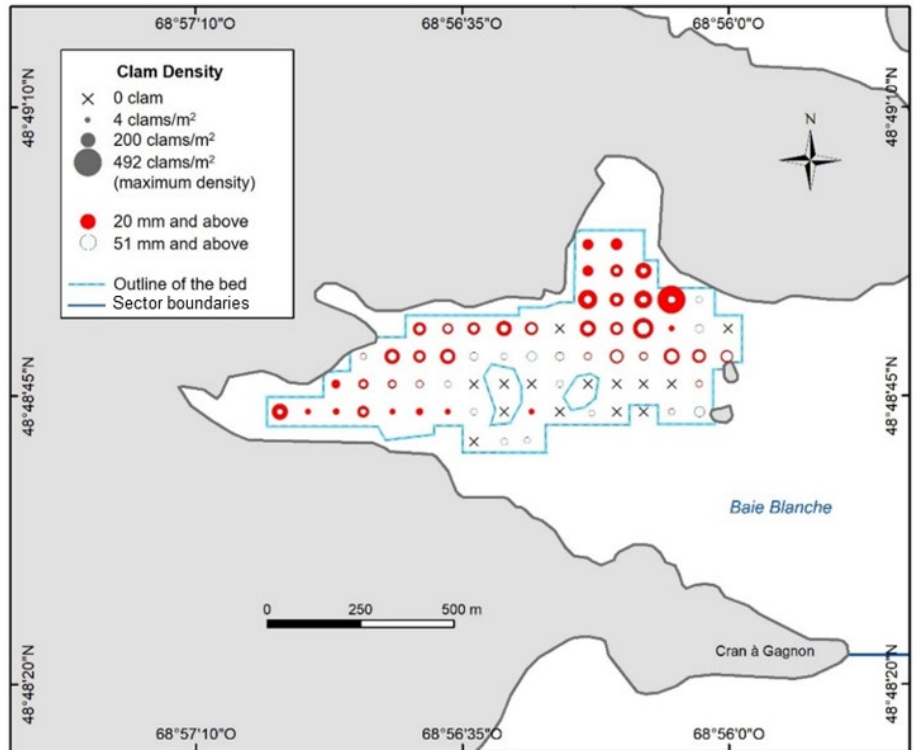 68°57'10"O 68°56'35"O 68°56'0"O
48°49'10"N
48°49'10"N
Clam Density
0 clam
4 clams/m²
200 clams/m²
492 clams/m²
(maximum density)
20 mm and above
51 mm and above
Outline of the bed
Sector boundaries
N
48°48'45"N
48°48'45"N
Baie Blanche
0 250 500 m
Cran à Gagnon
48°48'20"N
48°48'20"N
68°57'10"O 68°56'35"O 68°56'0"O